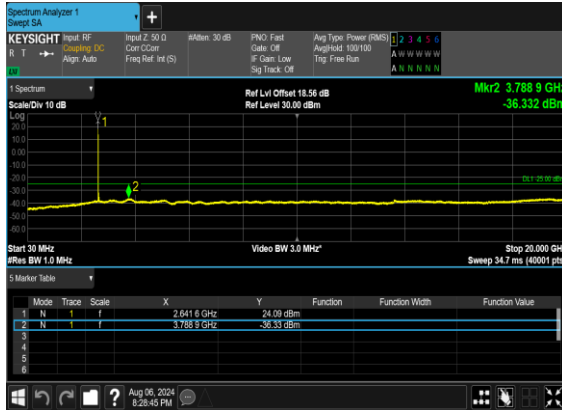 Spectrum Analyzer 1
Swept SA
KEYSIGHT
R T
Input: RF
Coupling: DC
Align: Auto
Input Z: 50 Ω
Corr CCorr
Freq Ref: Int (S)
#Atten: 30 dB
PNO: Fast
Gate: Off
IF Gain: Low
Sig Track: Off
Avg Type: Power (RMS)
Avg|Hold: 100/100
Trig: Free Run
1 2 3 4 5 6
A W W W W W
A N N N N N
1 Spectrum
Scale/Div 10 dB
Ref Lvl Offset 18.56 dB
Ref Level 30.00 dBm
Mkr2 3.788 9 GHz
-36.332 dBm
Log
20.0
10.0
0.00
-10.0
-20.0
-30.0
-40.0
-50.0
-60.0
1
2
DL1 -25.00 dBm
Start 30 MHz
#Res BW 1.0 MHz
Video BW 3.0 MHz*
Stop 20.000 GHz
Sweep 34.7 ms (40001 pts)
5 Marker Table
Mode Trace Scale X Y Function Function Width Function Value
1 N 1 f 2.641 6 GHz 24.09 dBm
2 N 1 f 3.788 9 GHz -36.33 dBm
3
4
5
6
?
Aug 06, 2024
8:28:45 PM